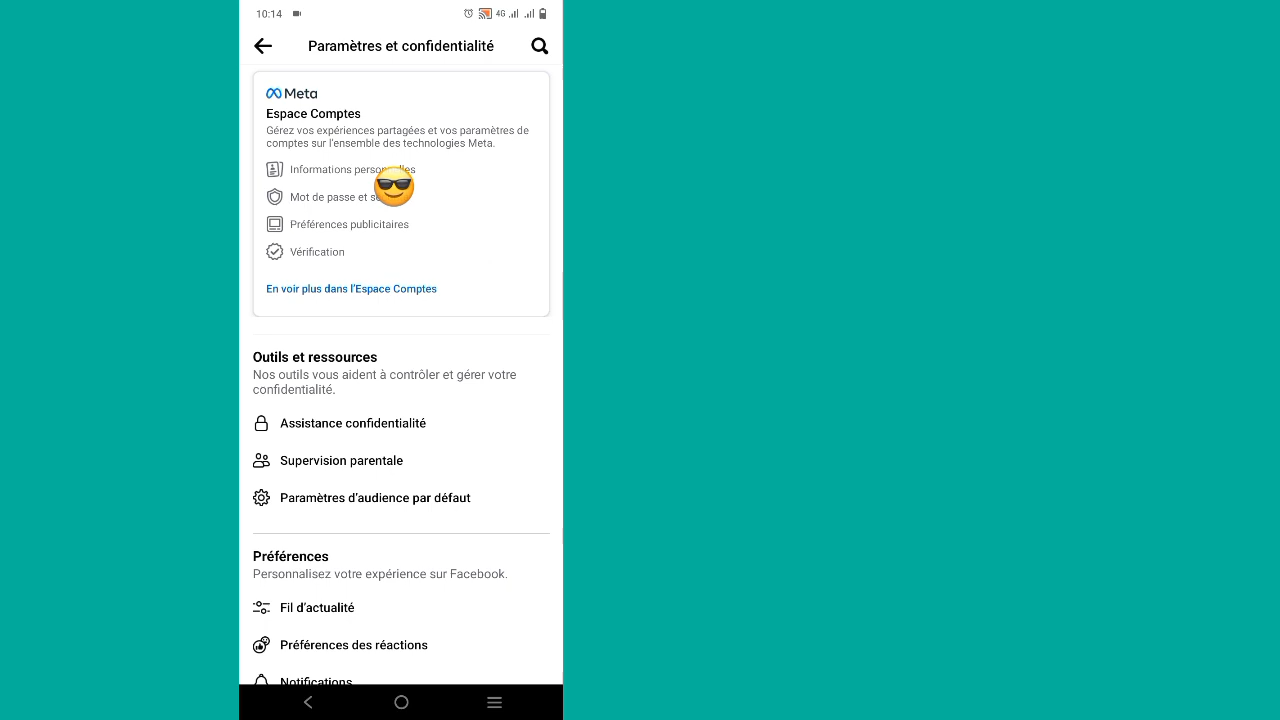 10:14
4G
Paramètres et confidentialité
Meta
Espace Comptes
Gérez vos expériences partagées et vos paramètres de
comptes sur l'ensemble des technologies Meta.
Informations
Mot de passe et
Préférences publicitaires
Vérification
En voir plus dans l'Espace Comptes
Outils et ressources
Nos outils vous aident à contrôler et gérer votre
confidentialité.
Assistance confidentialité
Supervision parentale
Paramètres d'audience par défaut
Préférences
Personnalisez votre expérience sur Facebook.
Fil d'actualité
Préférences des réactions
Notifications